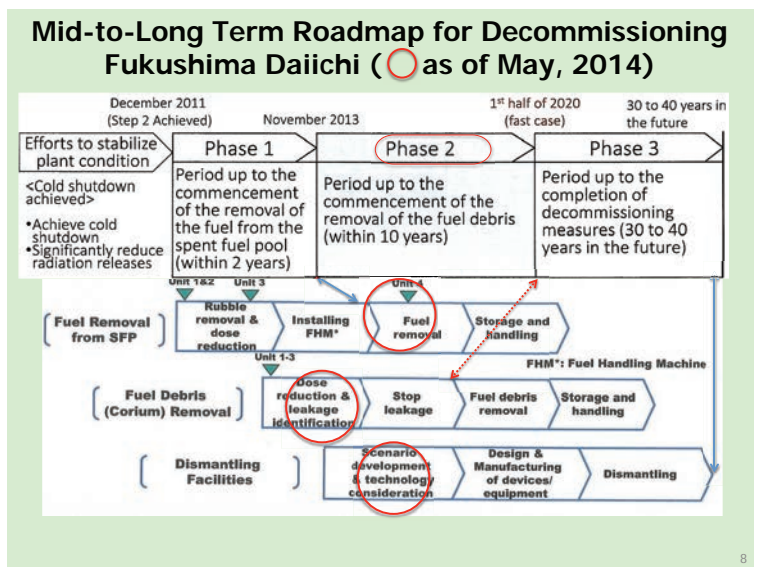 Mid-to-Long Term Roadmap for Decommissioning
Fukushima Daiichi ( as of May, 2014)
December 2011
(Step 2 Achieved)
November 2013
1st half of 2020
(fast case)
30 to 40 years in
the future
Efforts to stabilize
plant condition
Phase 1
Phase 2
Phase 3
<Cold shutdown
achieved>
•Achieve cold
shutdown
•Significantly reduce
radiation releases
Period up to the
commencement
of the removal of
the fuel from the
spent fuel pool
(within 2 years)
Period up to the
commencement of the
removal of the fuel debris
(within 10 years)
Period up to the
completion of
decommissioning
measures (30 to 40
years in the future)
Unit 1&2
Unit 3
Unit 4
Fuel Removal
from SFP
Rubble
removal &
dose
reduction
Installing
FHM*
Fuel
removal
Storage and
handling
FHM*: Fuel Handling Machine
Unit 1-3
Fuel Debris
(Corium) Removal
Dose
reduction &
leakage
identification
Stop
leakage
Fuel debris
removal
Storage and
handling
Dismantling
Facilities
Scenario
development
& technology
consideration
Design &
Manufacturing
of devices/
equipment
Dismantling
8